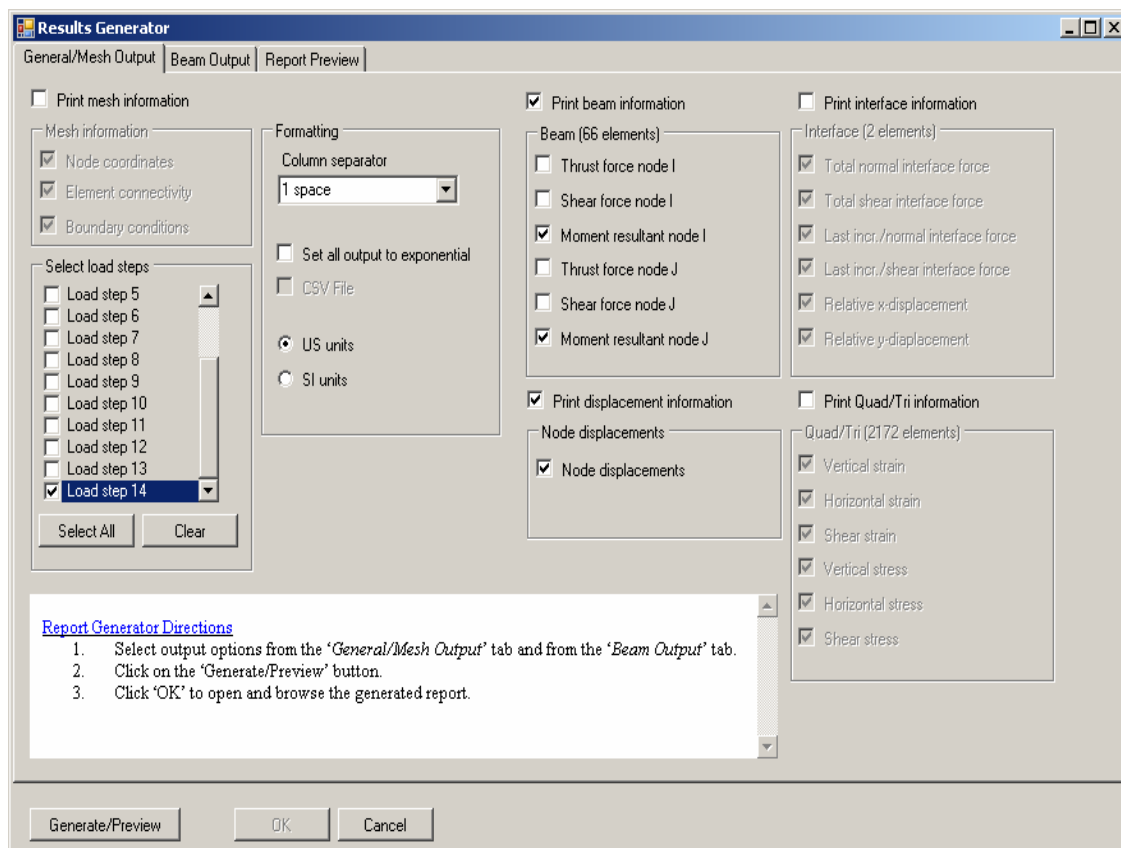 Results Generator
General/Mesh Output
Beam Output
Report Preview
Print mesh information
Mesh information
Node coordinates
Element connectivity
Boundary conditions
Select load steps
Load step 5
Load step 6
Load step 7
Load step 8
Load step 9
Load step 10
Load step 11
Load step 12
Load step 13
Load step 14
Select All
Clear
Formatting
Column separator
1 space
Set all output to exponential
CSV File
US units
SI units
Print beam information
Beam (66 elements)
Thrust force node I
Shear force node I
Moment resultant node I
Thrust force node J
Shear force node J
Moment resultant node J
Print displacement information
Node displacements
Node displacements
Print interface information
Interface (2 elements)
Total normal interface force
Total shear interface force
Last incr./normal interface force
Last incr./shear interface force
Relative x-displacement
Relative y-diaplacement
Print Quad/Tri information
Quad/Tri (2172 elements)
Vertical strain
Horizontal strain
Shear strain
Vertical stress
Horizontal stress
Shear stress
Report Generator Directions
1. Select output options from the ‘General/Mesh Output’ tab and from the ‘Beam Output’ tab.
2. Click on the ‘Generate/Preview’ button.
3. Click ‘OK’ to open and browse the generated report.
Generate/Preview
OK
Cancel